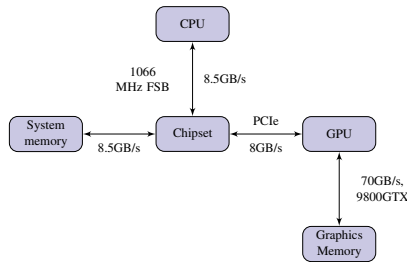 CPU
1066
MHz FSB
8.5GB/s
System
memory
8.5GB/s
Chipset
PCIe
8GB/s
GPU
70GB/s,
9800GTX
Graphics
Memory